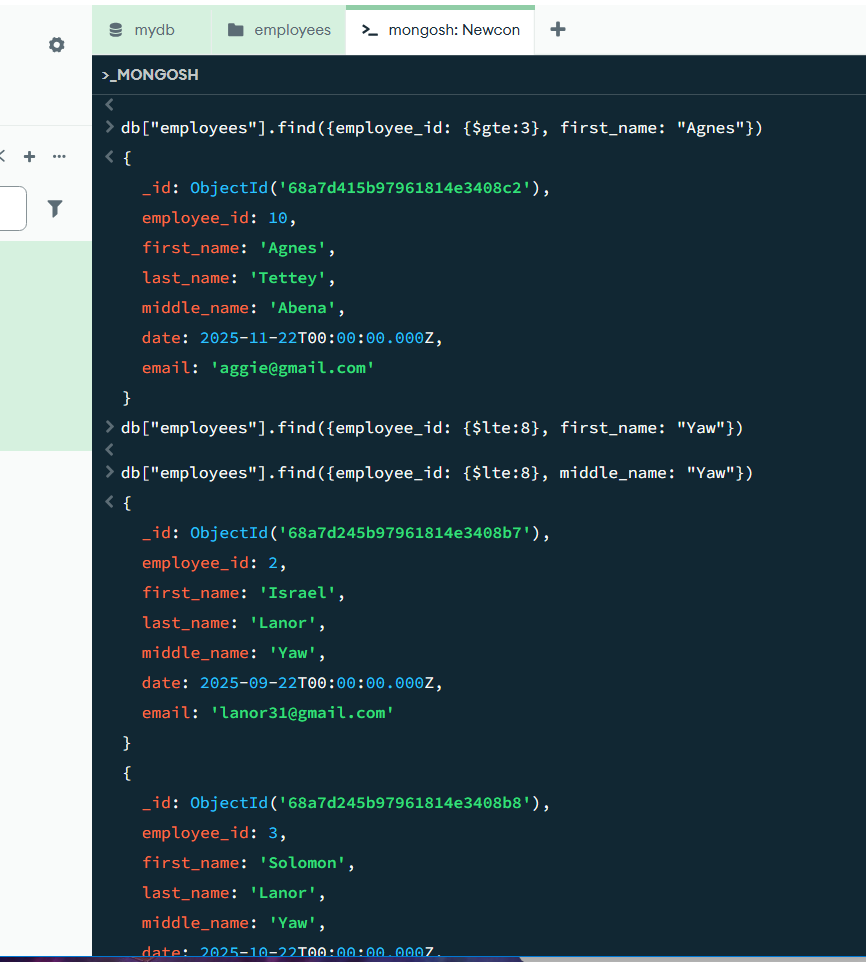 mydb
employees
>_ mongosh: Newcon
+
>_MONGOSH
<
> db["employees"].find({employee_id: {$gte:3}, first_name: "Agnes"})
< {
_id: ObjectId('68a7d415b97961814e3408c2'),
employee_id: 10,
first_name: 'Agnes',
last_name: 'Tettey',
middle_name: 'Abena',
date: 2025-11-22T00:00:00.000Z,
email: 'aggie@gmail.com'
}
> db["employees"].find({employee_id: {$lte:8}, first_name: "Yaw"})
<
> db["employees"].find({employee_id: {$lte:8}, middle_name: "Yaw"})
< {
_id: ObjectId('68a7d245b97961814e3408b7'),
employee_id: 2,
first_name: 'Israel',
last_name: 'Lanor',
middle_name: 'Yaw',
date: 2025-09-22T00:00:00.000Z,
email: 'lanor31@gmail.com'
}
{
_id: ObjectId('68a7d245b97961814e3408b8'),
employee_id: 3,
first_name: 'Solomon',
last_name: 'Lanor',
middle_name: 'Yaw',
date: 2025-10-22T00:00:00.000Z,